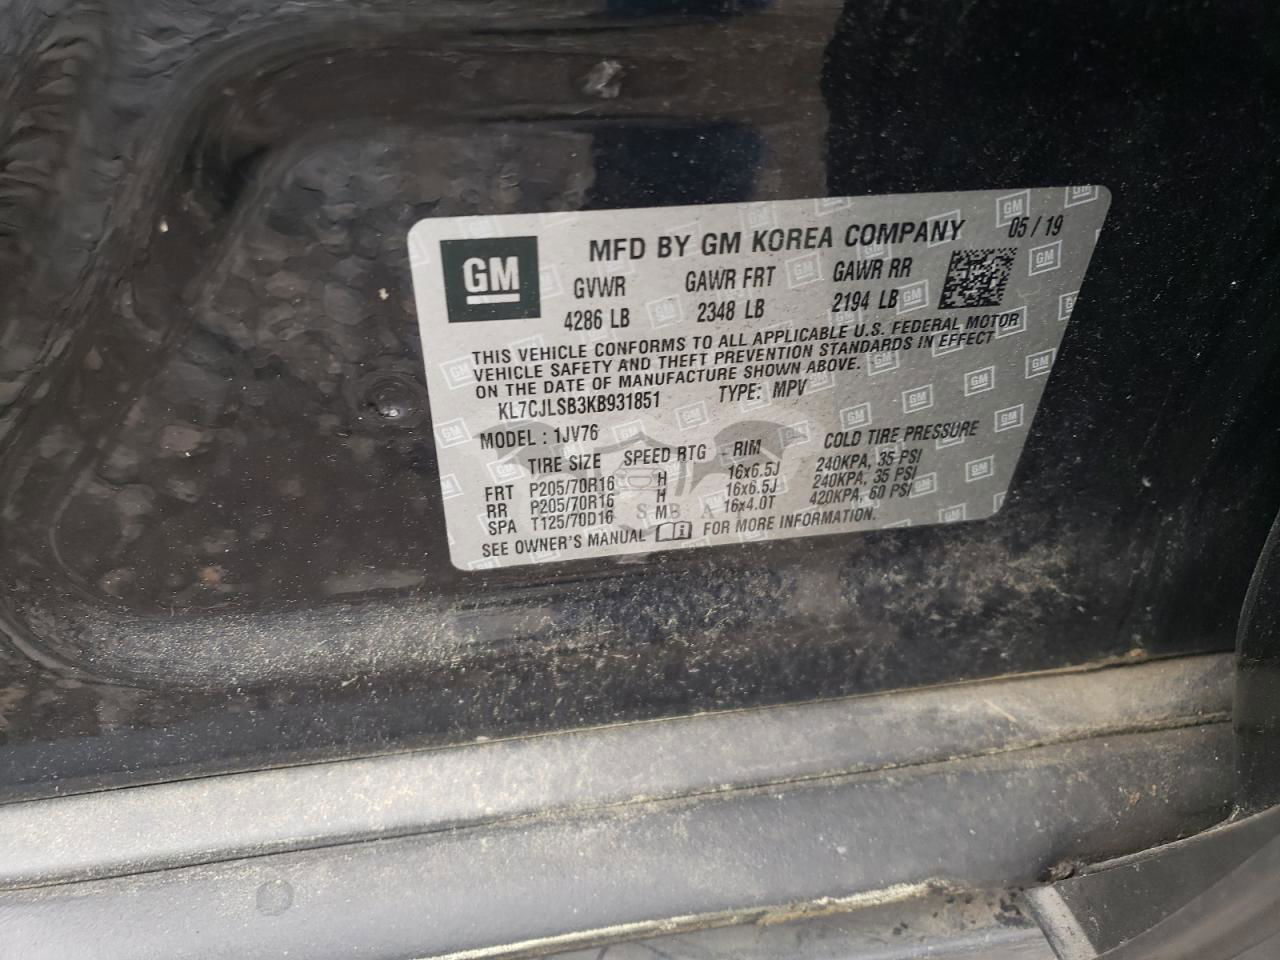 GM
MFD BY GM KOREA COMPANY 05 / 19
GVWR GAWR FRT GAWR RR
4286 LB 2348 LB 2194 LB
THIS VEHICLE CONFORMS TO ALL APPLICABLE U.S. FEDERAL MOTOR
VEHICLE SAFETY AND THEFT PREVENTION STANDARDS IN EFFECT
ON THE DATE OF MANUFACTURE SHOWN ABOVE.
KL7CJLSB3KB931851 TYPE: MPV
MODEL : 1JV76
TIRE SIZE SPEED RTG RIM COLD TIRE PRESSURE
FRT P205/70R16 H 16x6.5J 240KPA, 35 PSI
RR P205/70R16 H 16x6.5J 240KPA, 35 PSI
SPA T125/70D16 M 16x4.0T 420KPA, 60 PSI
SEE OWNER'S MANUAL FOR MORE INFORMATION.